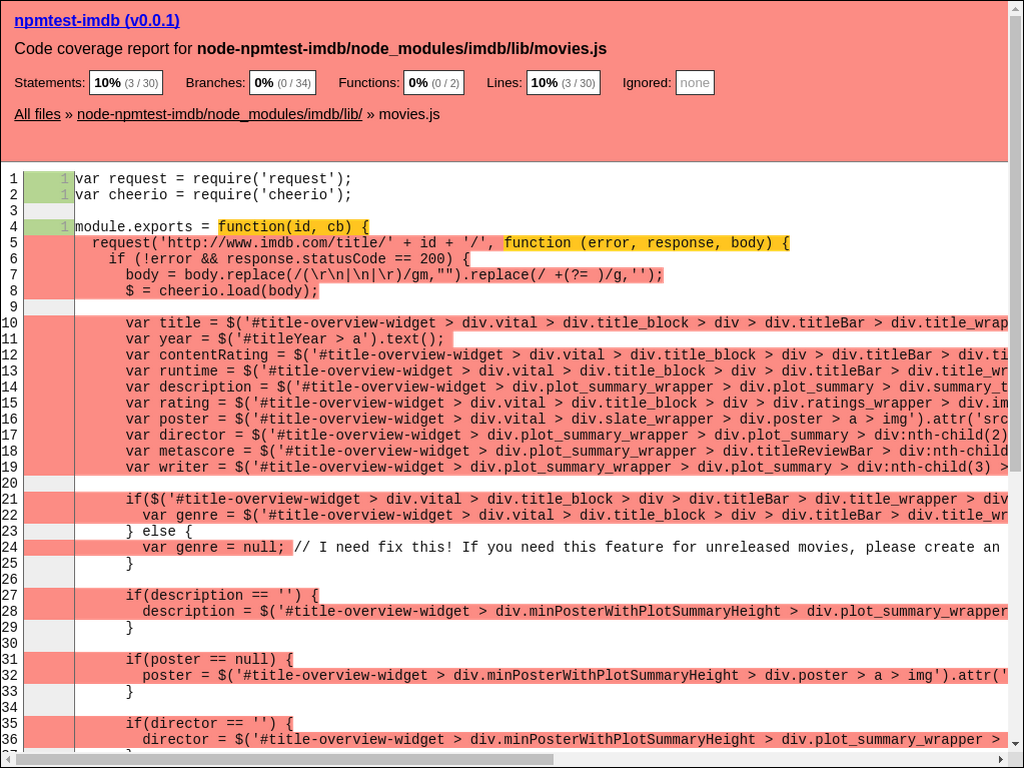 npmtest-imdb (v0.0.1)
Code coverage report for node-npmtest-imdb/node_modules/imdb/lib/movies.js
Statements: 10% (3 / 30) Branches: 0% (0 / 34) Functions: 0% (0 / 2) Lines: 10% (3 / 30) Ignored: none
All files » node-npmtest-imdb/node_modules/imdb/lib/ » movies.js
1 1 var request = require('request');
2 1 var cheerio = require('cheerio');
3
4 1 module.exports = function(id, cb) {
5 request('http://www.imdb.com/title/' + id + '/', function (error, response, body) {
6 if (!error && response.statusCode == 200) {
7 body = body.replace(/(\r\n|\n|\r)/gm,"").replace(/ +(?= )/g,'');
8 $ = cheerio.load(body);
9
10 var title = $('#title-overview-widget > div.vital > div.title_block > div > div.titleBar > div.title_wrap
11 var year = $('#titleYear > a').text();
12 var contentRating = $('#title-overview-widget > div.vital > div.title_block > div > div.titleBar > div.ti
13 var runtime = $('#title-overview-widget > div.vital > div.title_block > div > div.titleBar > div.title_wr
14 var description = $('#title-overview-widget > div.plot_summary_wrapper > div.plot_summary > div.summary_t
15 var rating = $('#title-overview-widget > div.vital > div.title_block > div > div.ratings_wrapper > div.im
16 var poster = $('#title-overview-widget > div.vital > div.slate_wrapper > div.poster > a > img').attr('src
17 var director = $('#title-overview-widget > div.plot_summary_wrapper > div.plot_summary > div:nth-child(2)
18 var metascore = $('#title-overview-widget > div.plot_summary_wrapper > div.titleReviewBar > div:nth-child
19 var writer = $('#title-overview-widget > div.plot_summary_wrapper > div.plot_summary > div:nth-child(3) >
20
21 if($('#title-overview-widget > div.vital > div.title_block > div > div.titleBar > div.title_wrapper > div
22 var genre = $('#title-overview-widget > div.vital > div.title_block > div > div.titleBar > div.title_wr
23 } else {
24 var genre = null; // I need fix this! If you need this feature for unreleased movies, please create an
25 }
26
27 if(description == '') {
28 description = $('#title-overview-widget > div.minPosterWithPlotSummaryHeight > div.plot_summary_wrapper
29 }
30
31 if(poster == null) {
32 poster = $('#title-overview-widget > div.minPosterWithPlotSummaryHeight > div.poster > a > img').attr('
33 }
34
35 if(director == '') {
36 director = $('#title-overview-widget > div.minPosterWithPlotSummaryHeight > div.plot_summary_wrapper >